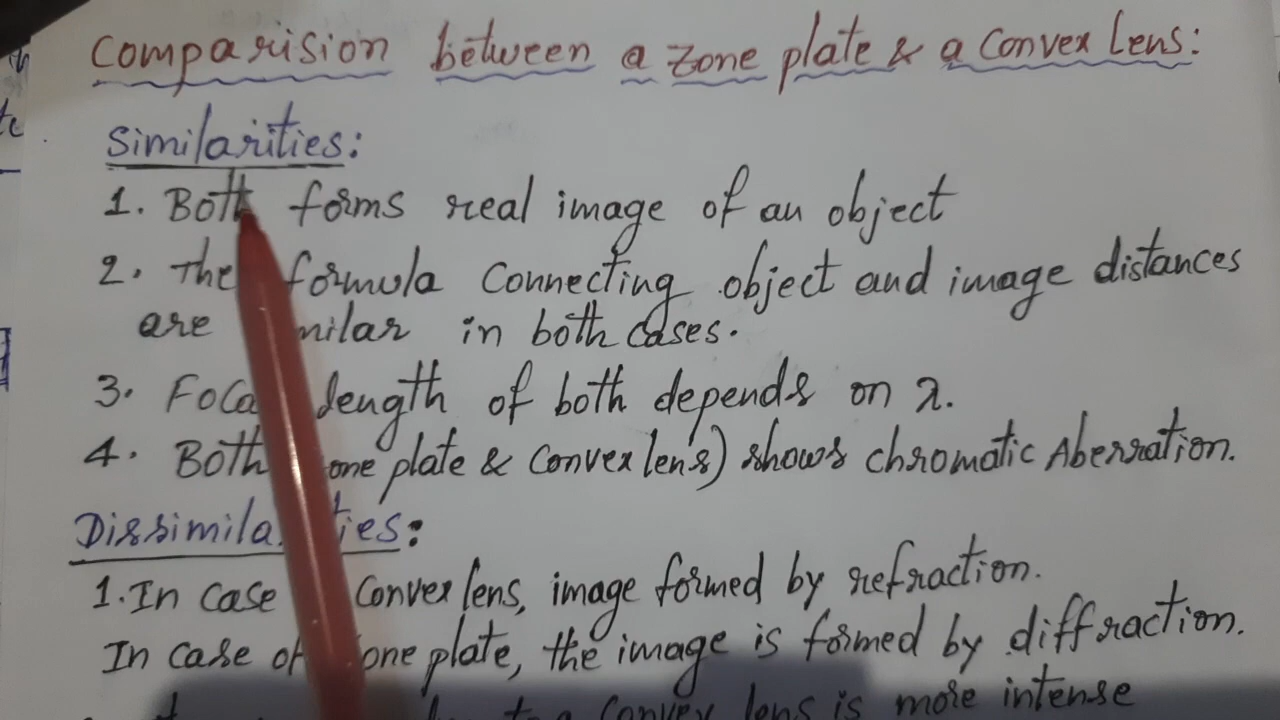 Comparision between a zone plate & a Convex Lens:
Similarities:
1. Both forms real image of an object
2. The formula Connecting object and image distances
are milar in both Cases.
3. Foca length of both depends on λ.
4. Both one plate & Convex lens) shows chromatic Aberration.
Dissimila ies:
1. In Case Convex lens, image formed by refraction.
In Case of one plate, the image is formed by diffraction.
to a Convex lens is more intense